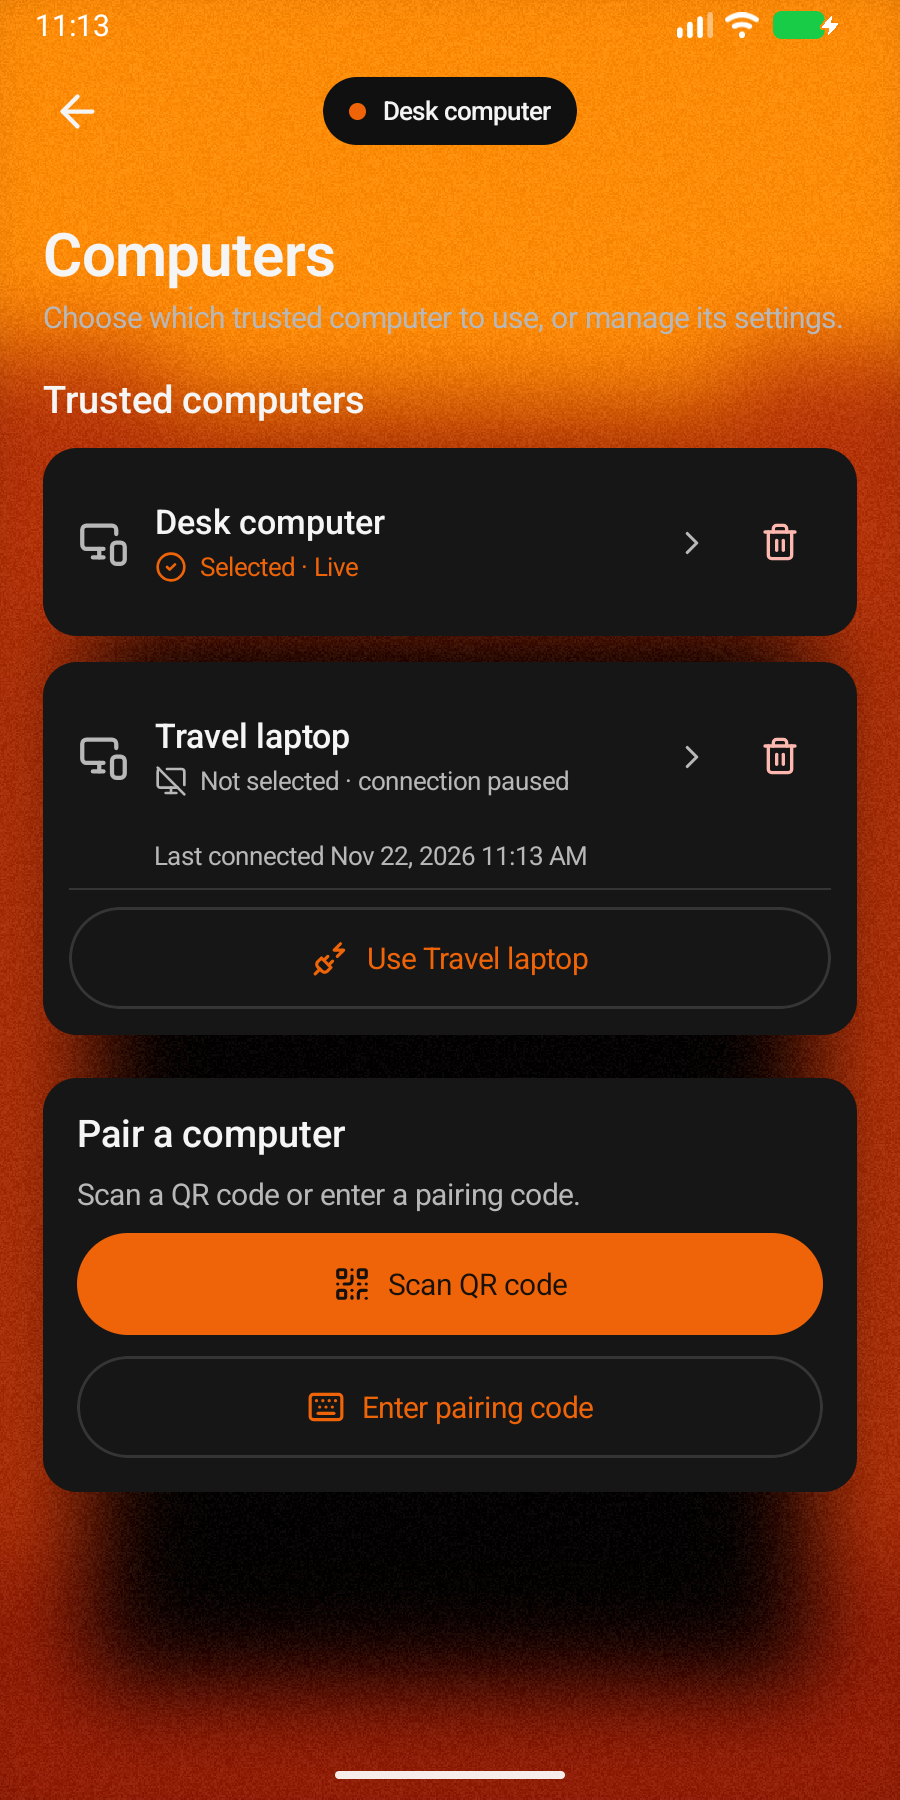 11:13
Desk computer
Computers
Choose which trusted computer to use, or manage its settings.
Trusted computers
Desk computer
Selected · Live
Travel laptop
Not selected · connection paused
Last connected Nov 22, 2026 11:13 AM
Use Travel laptop
Pair a computer
Scan a QR code or enter a pairing code.
Scan QR code
Enter pairing code